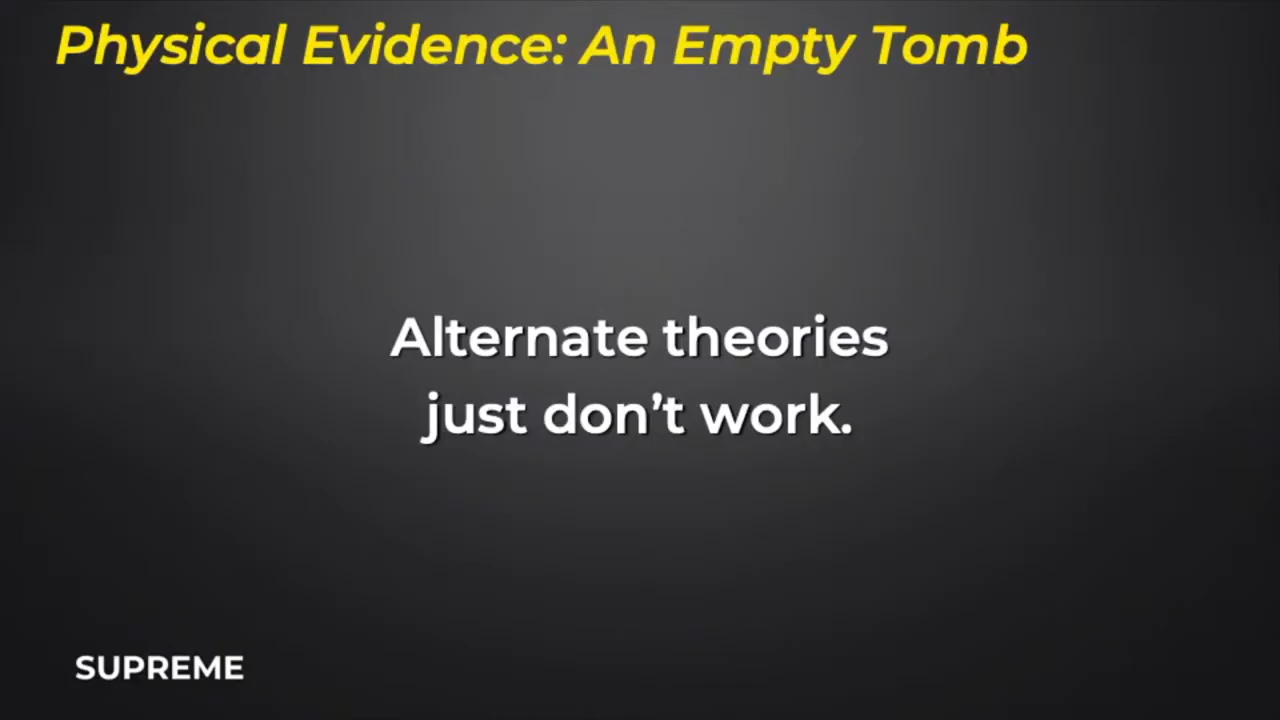 Physical Evidence: An Empty Tomb
Alternate theories
just don’t work.
SUPREME